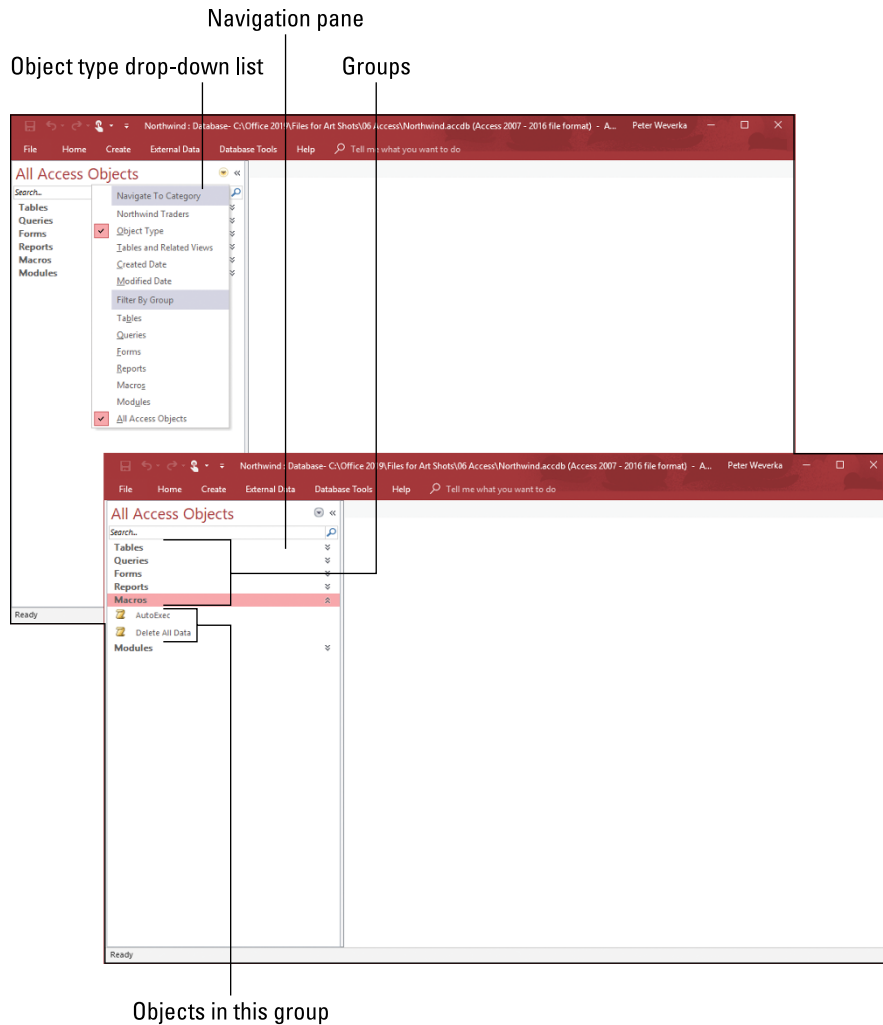 Navigation pane
Object type drop-down list
Groups
Northwind : Database- C:\Office 2019\Files for Art Shots\06 Access\Northwind.accdb (Access 2007 - 2016 file format) - A... Peter Weverka
File Home Create External Data Database Tools Help Tell me what you want to do
All Access Objects
Search...
Tables
Queries
Forms
Reports
Macros
Modules
Navigate To Category
Northwind Traders
Object Type
Tables and Related Views
Created Date
Modified Date
Filter By Group
Tables
Queries
Forms
Reports
Macros
Modules
All Access Objects
Ready
Northwind : Database- C:\Office 2019\Files for Art Shots\06 Access\Northwind.accdb (Access 2007 - 2016 file format) - A... Peter Weverka
File Home Create External Data Database Tools Help Tell me what you want to do
All Access Objects
Search...
Tables
Queries
Forms
Reports
Macros
AutoExec
Delete All Data
Modules
Ready
Objects in this group